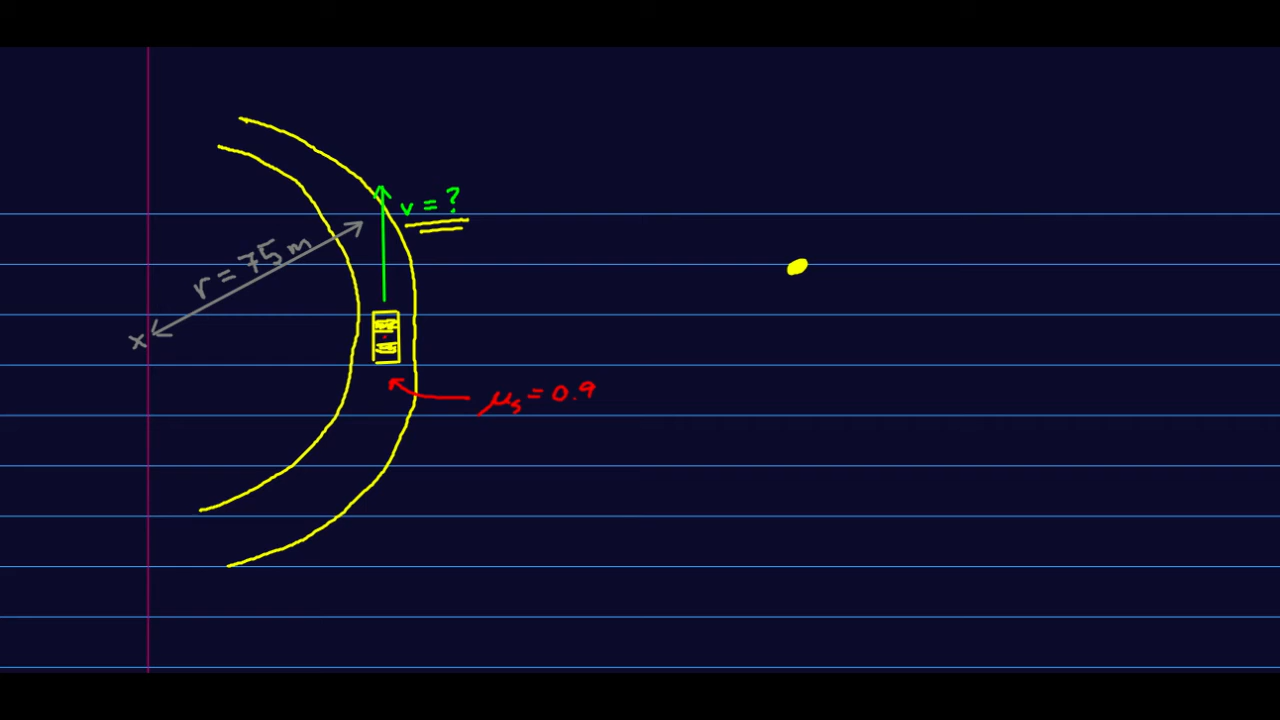 v = ?
r = 75 m
x
μs = 0.9